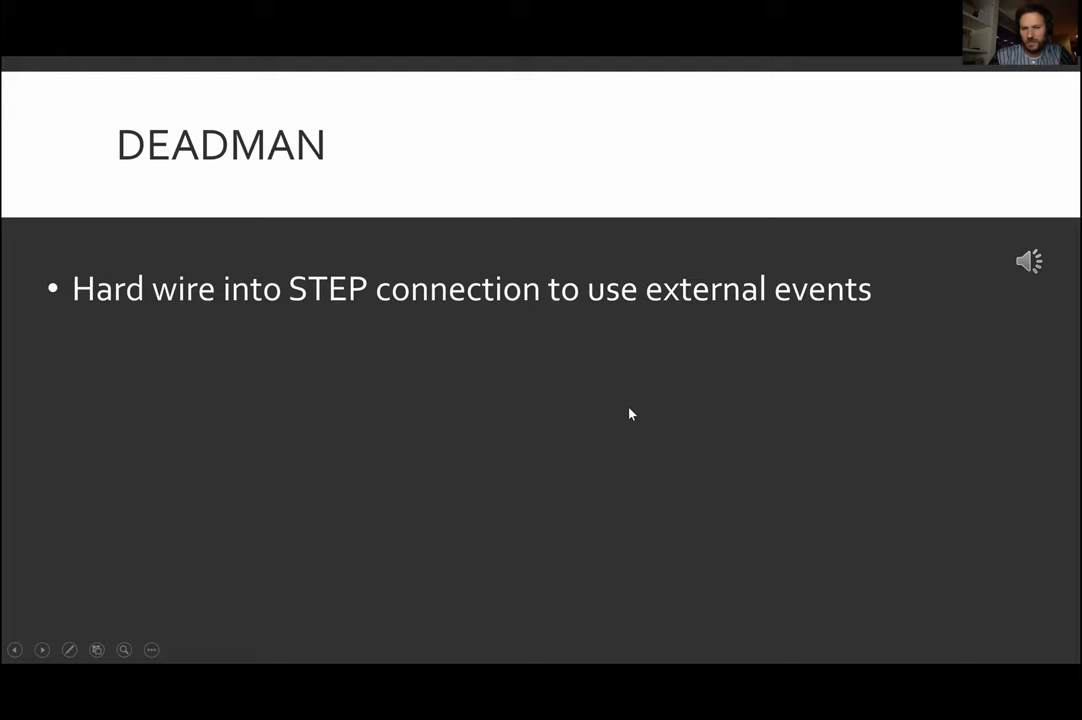 DEADMAN
• Hard wire into STEP connection to use external events